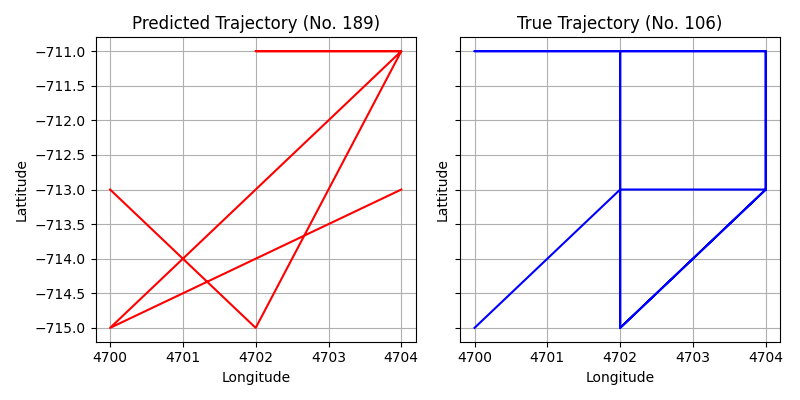 Predicted Trajectory (No. 189)
True Trajectory (No. 106)
−711.0
−711.5
−712.0
−712.5
−713.0
−713.5
−714.0
−714.5
−715.0
Lattitude
Lattitude
4700 4701 4702 4703 4704
4700 4701 4702 4703 4704
Longitude
Longitude